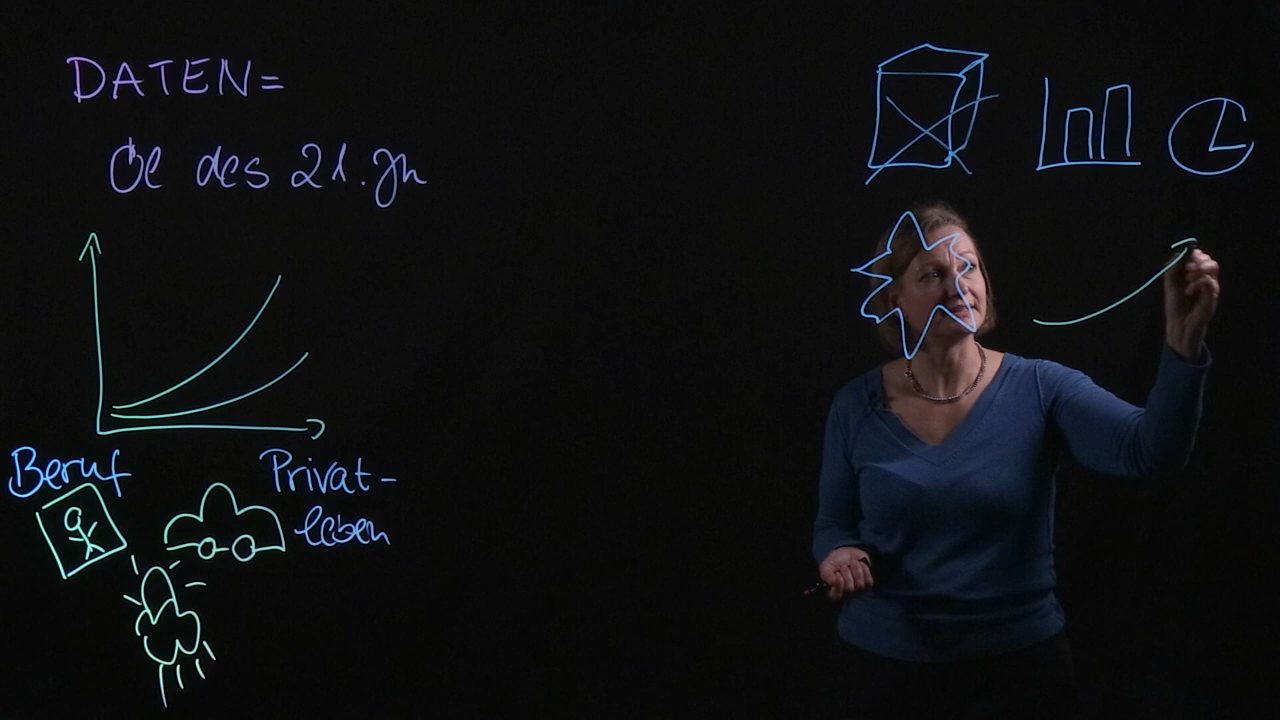 DATEN=
Öl des 21. Jh
Beruf
Privat-
leben